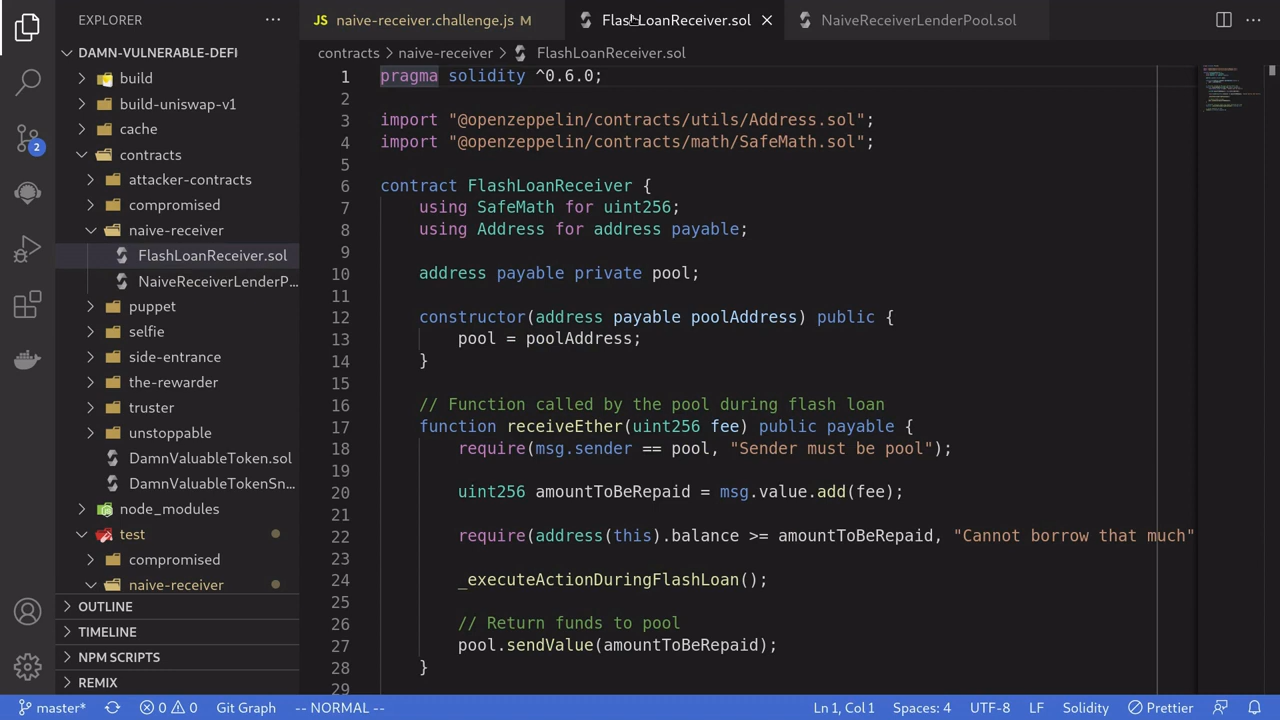 EXPLORER
DAMN-VULNERABLE-DEFI
build
build-uniswap-v1
cache
contracts
attacker-contracts
compromised
naive-receiver
FlashLoanReceiver.sol
NaiveReceiverLenderP...
puppet
selfie
side-entrance
the-rewarder
truster
unstoppable
DamnValuableToken.sol
DamnValuableTokenSn...
node_modules
test
compromised
naive-receiver
OUTLINE
TIMELINE
NPM SCRIPTS
REMIX
2
JS naive-receiver.challenge.js M
FlashLoanReceiver.sol
NaiveReceiverLenderPool.sol
contracts > naive-receiver > FlashLoanReceiver.sol
1 pragma solidity ^0.6.0;
2
3 import "@openzeppelin/contracts/utils/Address.sol";
4 import "@openzeppelin/contracts/math/SafeMath.sol";
5
6 contract FlashLoanReceiver {
7 using SafeMath for uint256;
8 using Address for address payable;
9
10 address payable private pool;
11
12 constructor(address payable poolAddress) public {
13 pool = poolAddress;
14 }
15
16 // Function called by the pool during flash loan
17 function receiveEther(uint256 fee) public payable {
18 require(msg.sender == pool, "Sender must be pool");
19
20 uint256 amountToBeRepaid = msg.value.add(fee);
21
22 require(address(this).balance >= amountToBeRepaid, "Cannot borrow that much"
23
24 _executeActionDuringFlashLoan();
25
26 // Return funds to pool
27 pool.sendValue(amountToBeRepaid);
28 }
29
master* 0 0 Git Graph -- NORMAL -- Ln 1, Col 1 Spaces: 4 UTF-8 LF Solidity Prettier